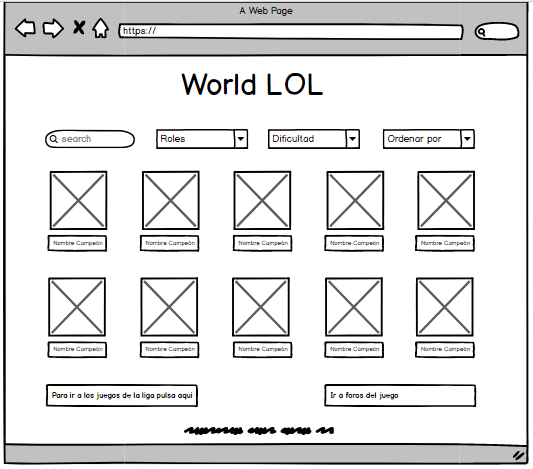 A Web Page
https://
World LOL
search
Roles
Dificultad
Ordenar por
Nombre Campeón
Nombre Campeón
Nombre Campeón
Nombre Campeón
Nombre Campeón
Nombre Campeón
Nombre Campeón
Nombre Campeón
Nombre Campeón
Nombre Campeón
Para ir a los juegos de la liga pulsa aqui
Ir a foros del juego